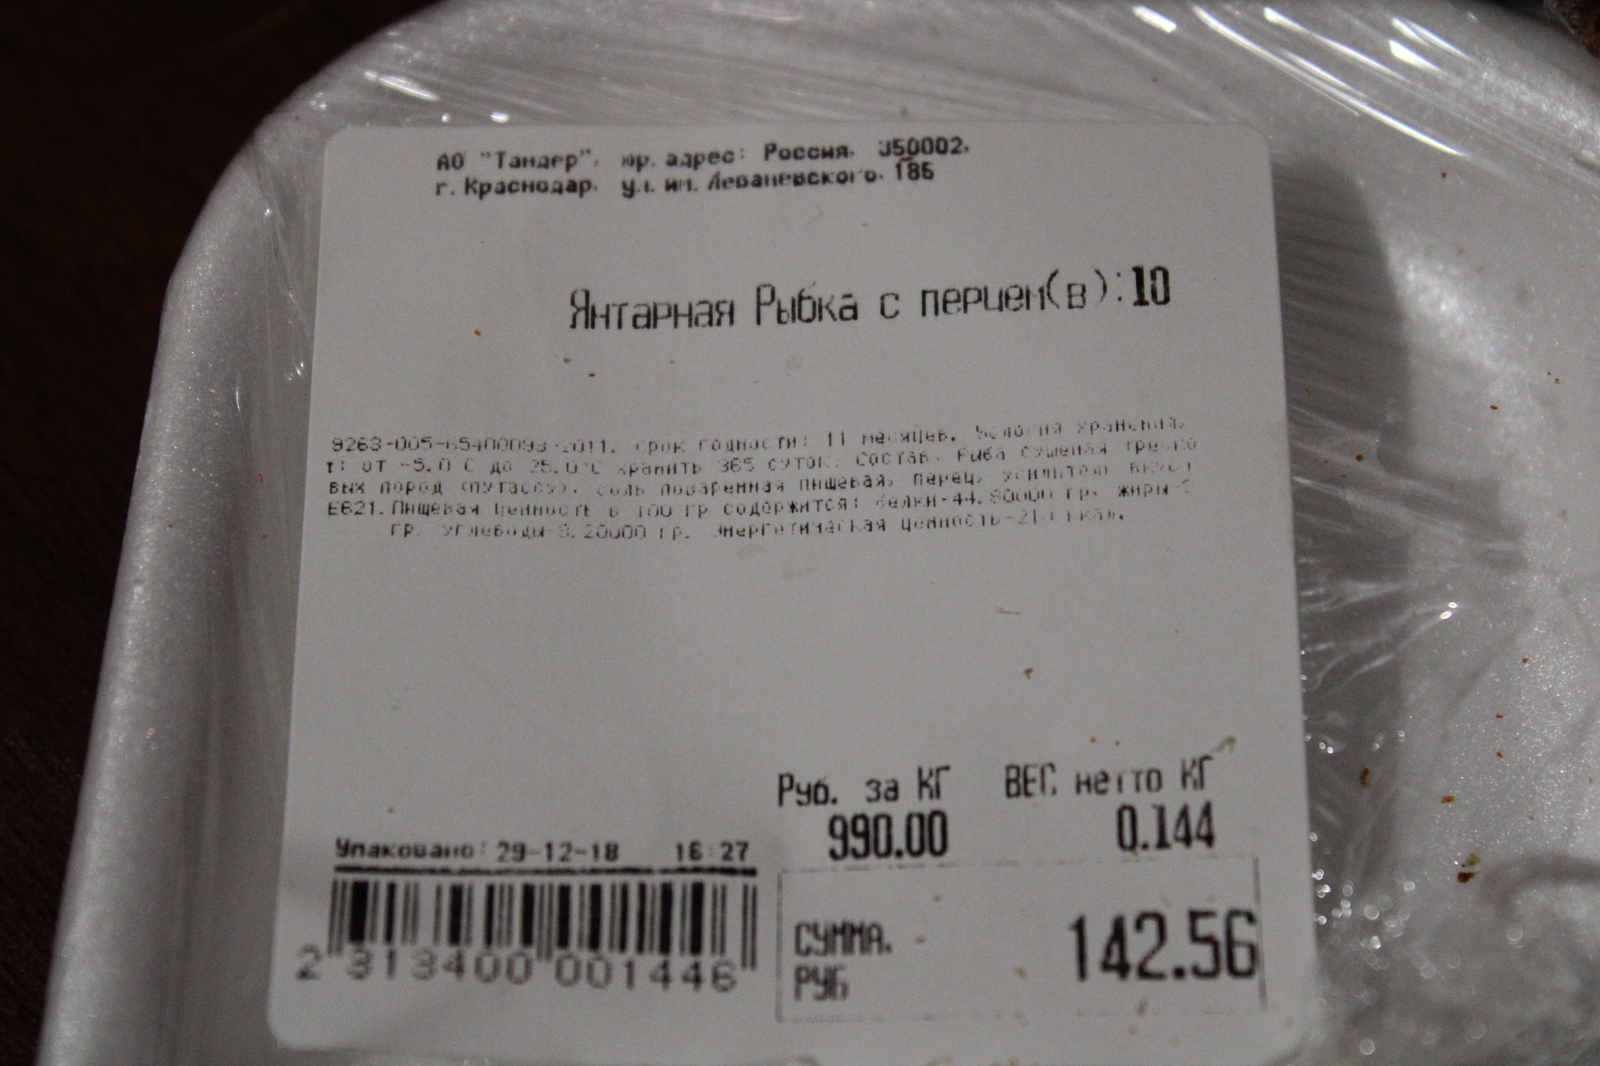 АО "Тандер", юр. адрес: Россия, 350002,
г. Краснодар, ул. им. Леваневского, 185
Янтарная Рыбка с перцем(в):10
9263-005-65400093-2011. Срок годности: 11 месяцев. Условия хранения,
t: от -5.0 С до 25.0°С хранить 365 суток. Состав. Рыба сушеная треско
вых пород (путассу), соль поваренная пищевая, перец, усилитель вкуса
Е621. Пищевая ценность в 100 гр содержится: белки-44.80000 гр, жиры-
гр, углеводы-3.20000 гр. Энергетическая ценность- ккал.
Руб. за КГ ВЕС нетто КГ
990.00 0.144
Упаковано: 29-12-18 16:27
СУММА. 142.56
РУБ
2 313400 001446